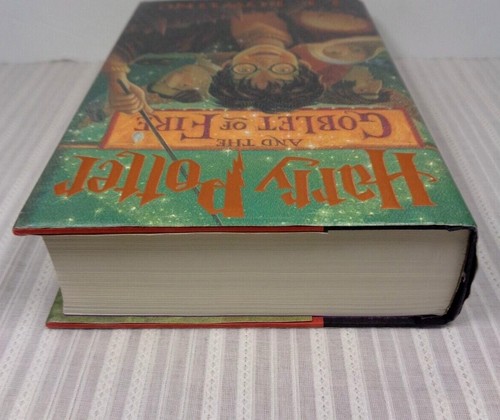 Harry Potter
AND THE
GOBLET OF FIRE